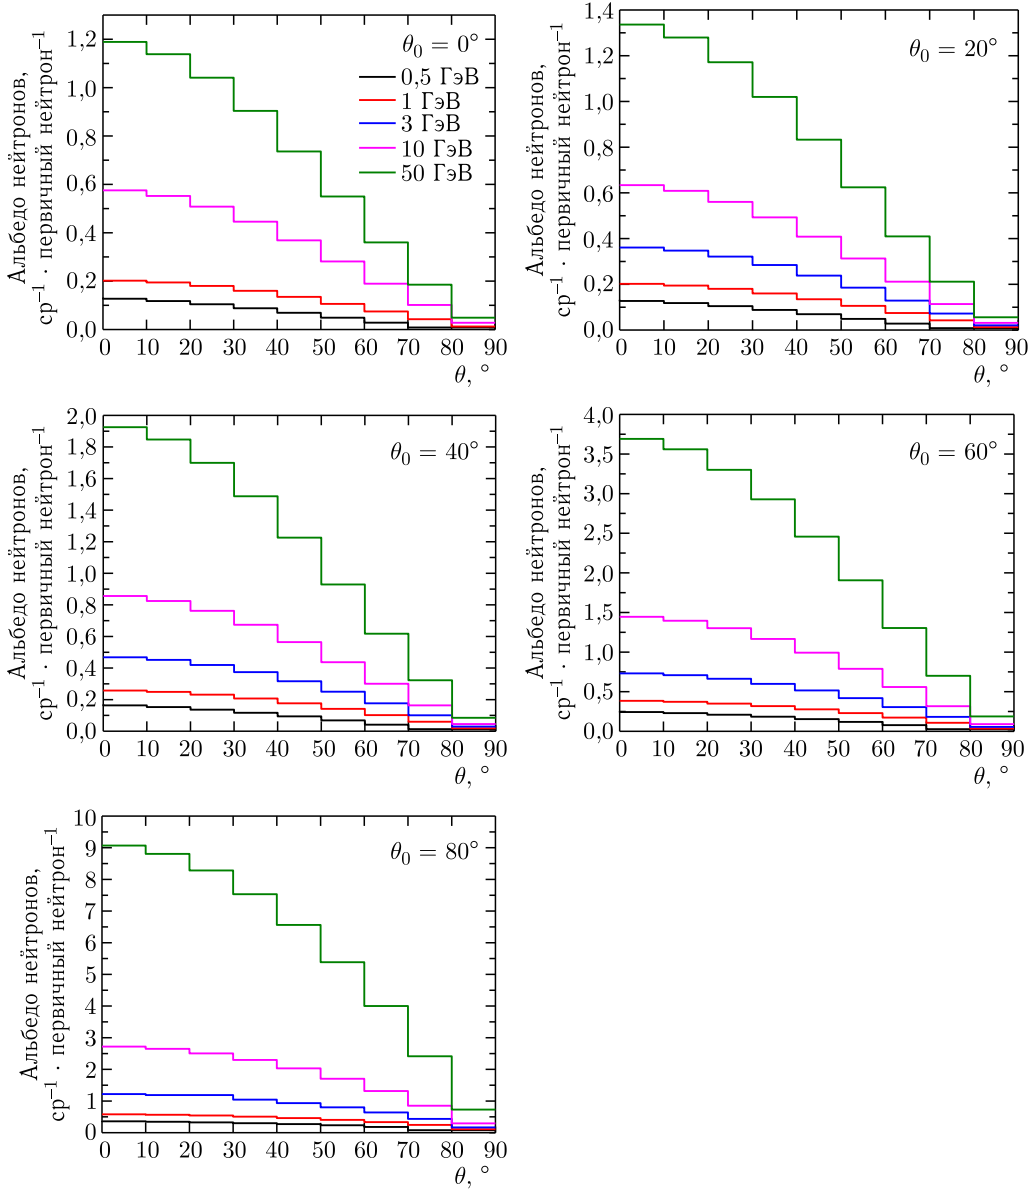 Альбедо нейтронов,
ср⁻¹ · первичный нейтрон⁻¹
θ₀ = 0°
0,5 ГэВ
1 ГэВ
3 ГэВ
10 ГэВ
50 ГэВ
1,2
1,0
0,8
0,6
0,4
0,2
0,0
0 10 20 30 40 50 60 70 80 90
θ, °
Альбедо нейтронов,
ср⁻¹ · первичный нейтрон⁻¹
θ₀ = 20°
1,4
1,2
1,0
0,8
0,6
0,4
0,2
0,0
0 10 20 30 40 50 60 70 80 90
θ, °
Альбедо нейтронов,
ср⁻¹ · первичный нейтрон⁻¹
θ₀ = 40°
2,0
1,8
1,6
1,4
1,2
1,0
0,8
0,6
0,4
0,2
0,0
0 10 20 30 40 50 60 70 80 90
θ, °
Альбедо нейтронов,
ср⁻¹ · первичный нейтрон⁻¹
θ₀ = 60°
4,0
3,5
3,0
2,5
2,0
1,5
1,0
0,5
0,0
0 10 20 30 40 50 60 70 80 90
θ, °
Альбедо нейтронов,
ср⁻¹ · первичный нейтрон⁻¹
θ₀ = 80°
10
9
8
7
6
5
4
3
2
1
0
0 10 20 30 40 50 60 70 80 90
θ, °